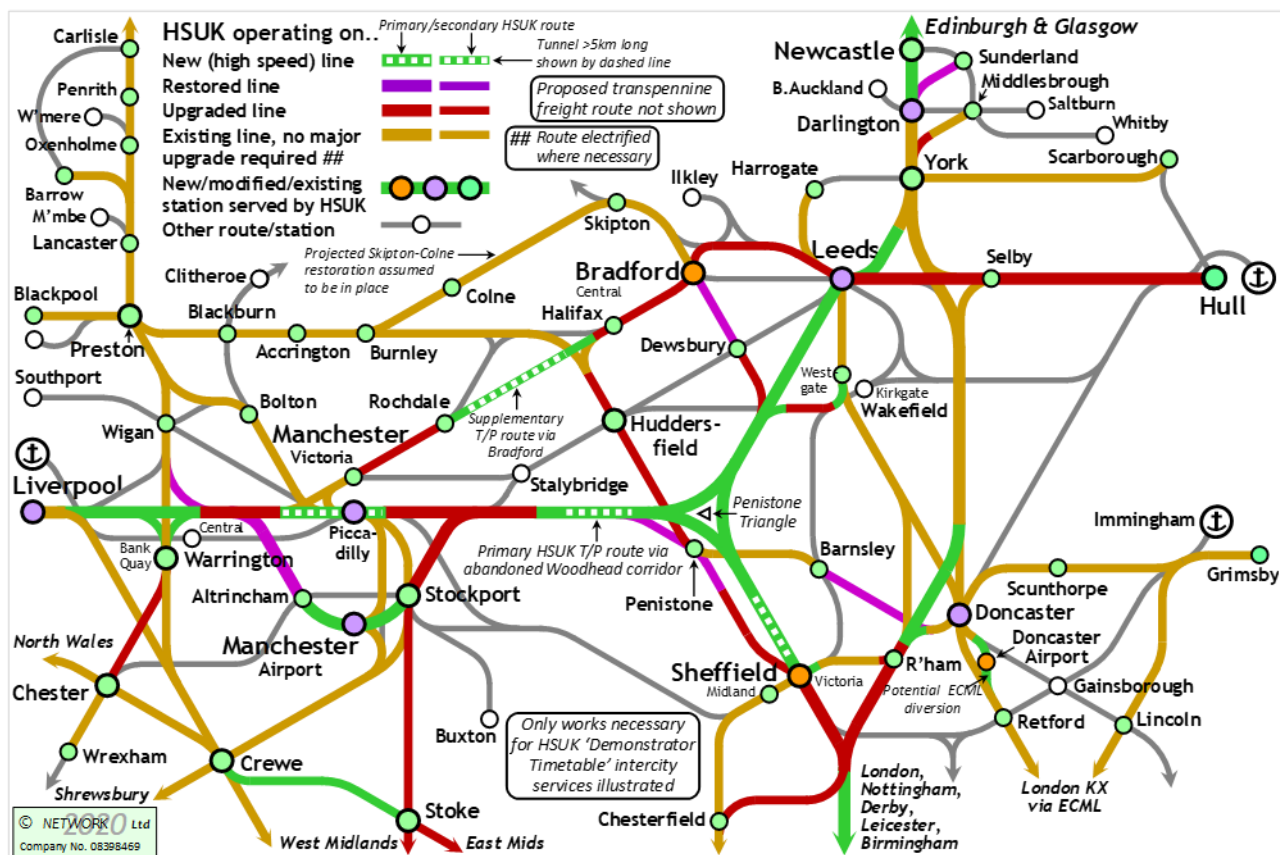 Carlisle
Penrith
W'mere
Oxenholme
Barrow
M'mbe
Lancaster
Blackpool
Preston
HSUK operating on..
New (high speed) line
Restored line
Upgraded line
Existing line, no major
upgrade required ##
New/modified/existing
station served by HSUK
Other route/station
Primary/secondary HSUK route
Tunnel >5km long
shown by dashed line
Proposed transpennine
freight route not shown
## Route electrified
where necessary
Edinburgh & Glasgow
Newcastle
Sunderland
Middlesbrough
B.Auckland
Saltburn
Darlington
Whitby
York
Scarborough
Harrogate
Ilkley
Skipton
Projected Skipton-Colne
restoration assumed
to be in place
Clitheroe
Blackburn
Accrington
Burnley
Colne
Bradford
Central
Halifax
Leeds
Selby
Hull
Dewsbury
West-
gate
Kirkgate
Wakefield
Southport
Wigan
Bolton
Rochdale
Manchester
Victoria
Supplementary
T/P route via
Bradford
Hudders-
field
Stalybridge
Liverpool
Central
Bank
Quay
Warrington
Picca-
dilly
Primary HSUK T/P route via
abandoned Woodhead corridor
Penistone
Triangle
Penistone
Barnsley
Immingham
Grimsby
Scunthorpe
Altrincham
Stockport
Manchester
Airport
Doncaster
Doncaster
Airport
North Wales
Chester
Wrexham
Shrewsbury
Crewe
Buxton
Sheffield
Midland
Victoria
R'ham
Potential ECML
diversion
Gainsborough
Retford
Lincoln
Only works necessary
for HSUK 'Demonstrator
Timetable' intercity
services illustrated
Stoke
West Midlands
East Mids
Chesterfield
London,
Nottingham,
Derby,
Leicester,
Birmingham
London KX
via ECML
© NETWORK 2020 Ltd
Company No. 08398469